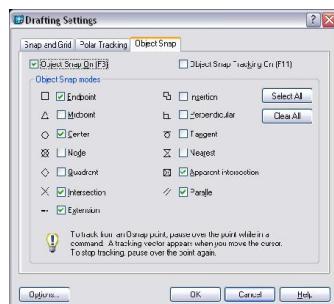 Drafting Settings
Snap and Grid Polar Tracking Object Snap
Object Snap On (F3) Object Snap Tracking On (F11)
Object Snap modes
Endpoint Insertion Select All
Midpoint Perpendicular Clear All
Center Tangent
Node Nearest
Quadrant Apparent intersection
Intersection Parallel
Extension
To track from an Osnap point, pause over the point while in a
command. A tracking vector appears when you move the cursor.
To stop tracking, pause over the point again.
Options... OK Cancel Help